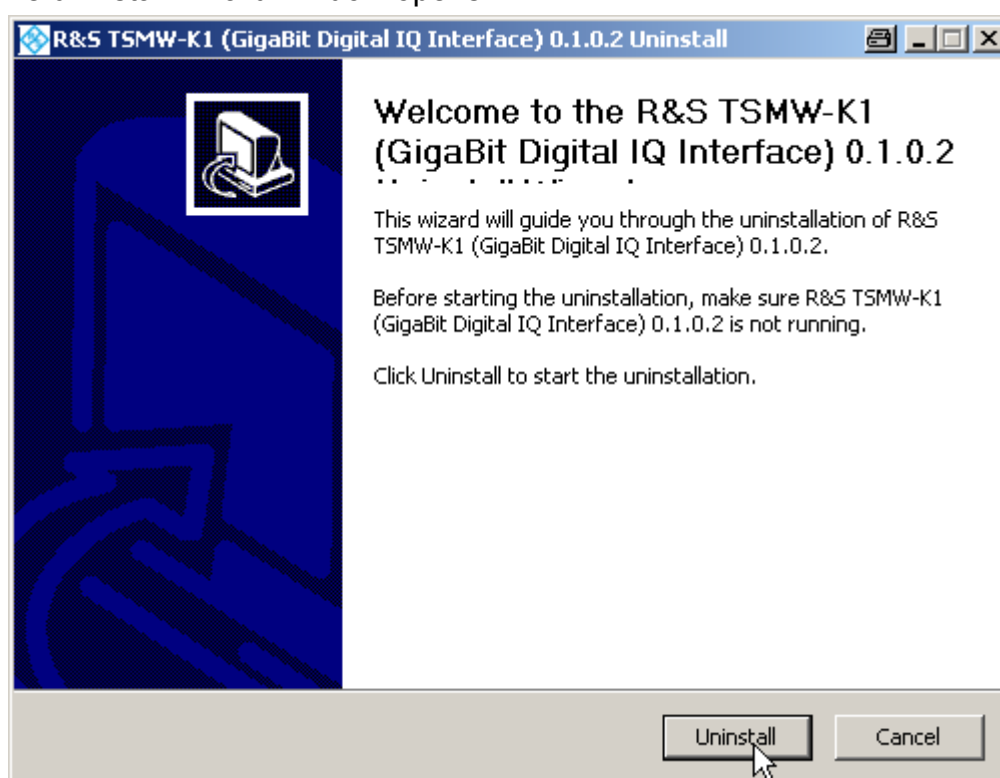 R&S TSMW-K1 (GigaBit Digital IQ Interface) 0.1.0.2 Uninstall
Welcome to the R&S TSMW-K1
(GigaBit Digital IQ Interface) 0.1.0.2
This wizard will guide you through the uninstallation of R&S
TSMW-K1 (GigaBit Digital IQ Interface) 0.1.0.2.
Before starting the uninstallation, make sure R&S TSMW-K1
(GigaBit Digital IQ Interface) 0.1.0.2 is not running.
Click Uninstall to start the uninstallation.
Uninstall
Cancel